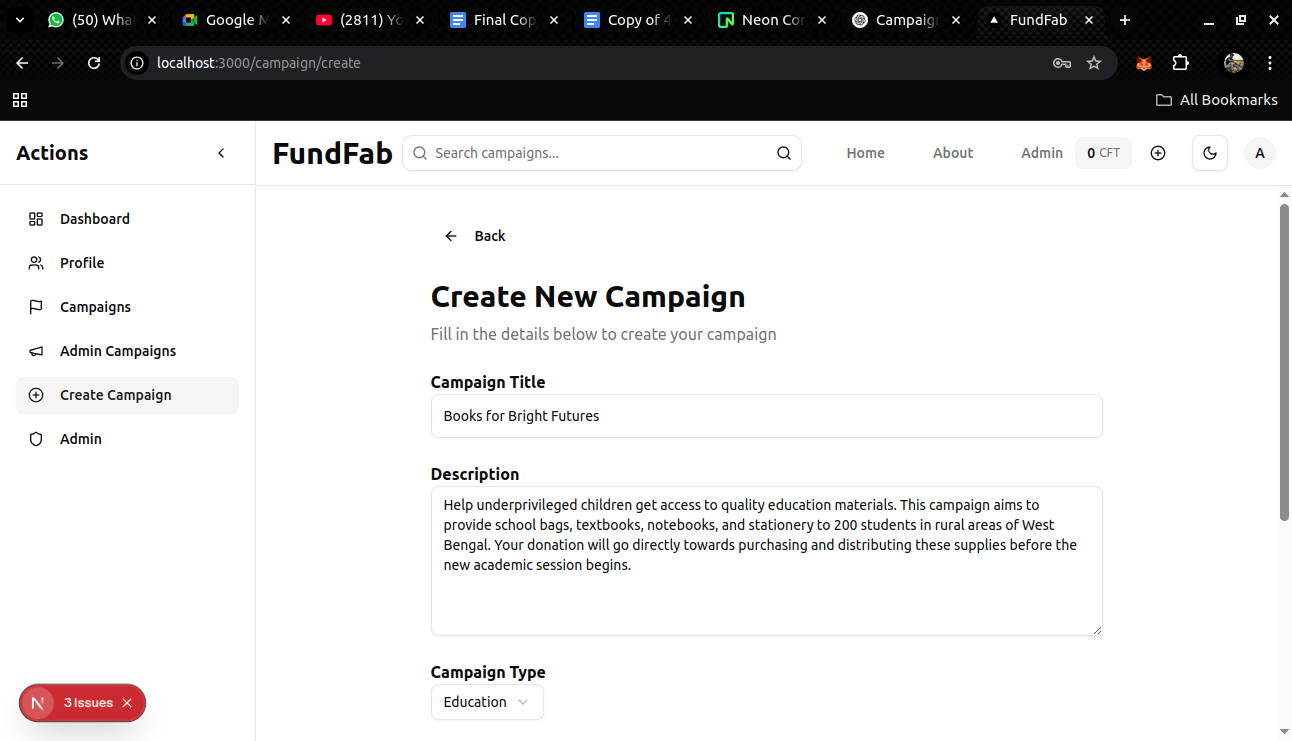 (50) Wha
Google M
(2811) Yo
Final Cop
Copy of 4
Neon Co
Campaig
FundFab
localhost:3000/campaign/create
All Bookmarks
Actions
FundFab
Search campaigns...
Home
About
Admin
0 CFT
A
Dashboard
Profile
Campaigns
Admin Campaigns
Create Campaign
Admin
Back
Create New Campaign
Fill in the details below to create your campaign
Campaign Title
Books for Bright Futures
Description
Help underprivileged children get access to quality education materials. This campaign aims to
provide school bags, textbooks, notebooks, and stationery to 200 students in rural areas of West
Bengal. Your donation will go directly towards purchasing and distributing these supplies before the
new academic session begins.
Campaign Type
Education
N
3 Issues